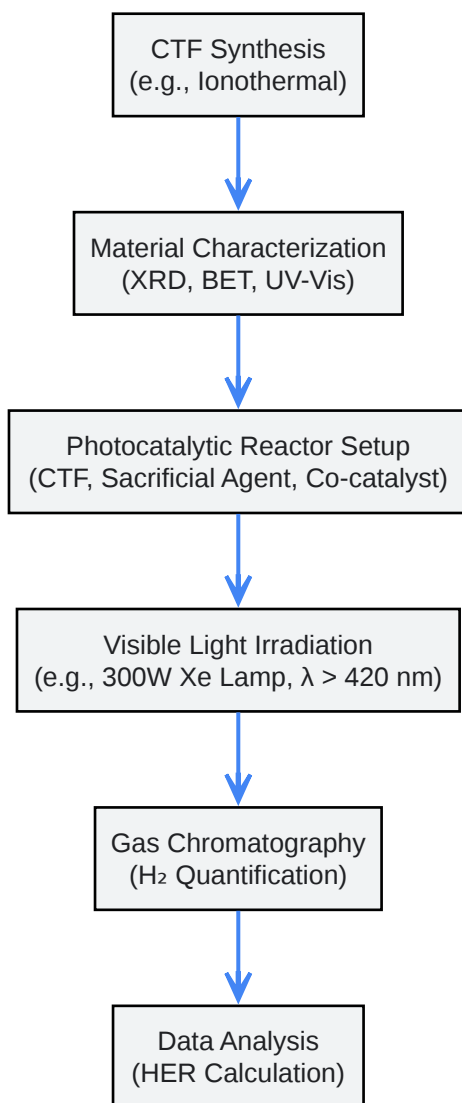 CTF Synthesis
(e.g., Ionothermal)
Material Characterization
(XRD, BET, UV-Vis)
Photocatalytic Reactor Setup
(CTF, Sacrificial Agent, Co-catalyst)
Visible Light Irradiation
(e.g., 300W Xe Lamp, λ > 420 nm)
Gas Chromatography
(H₂ Quantification)
Data Analysis
(HER Calculation)